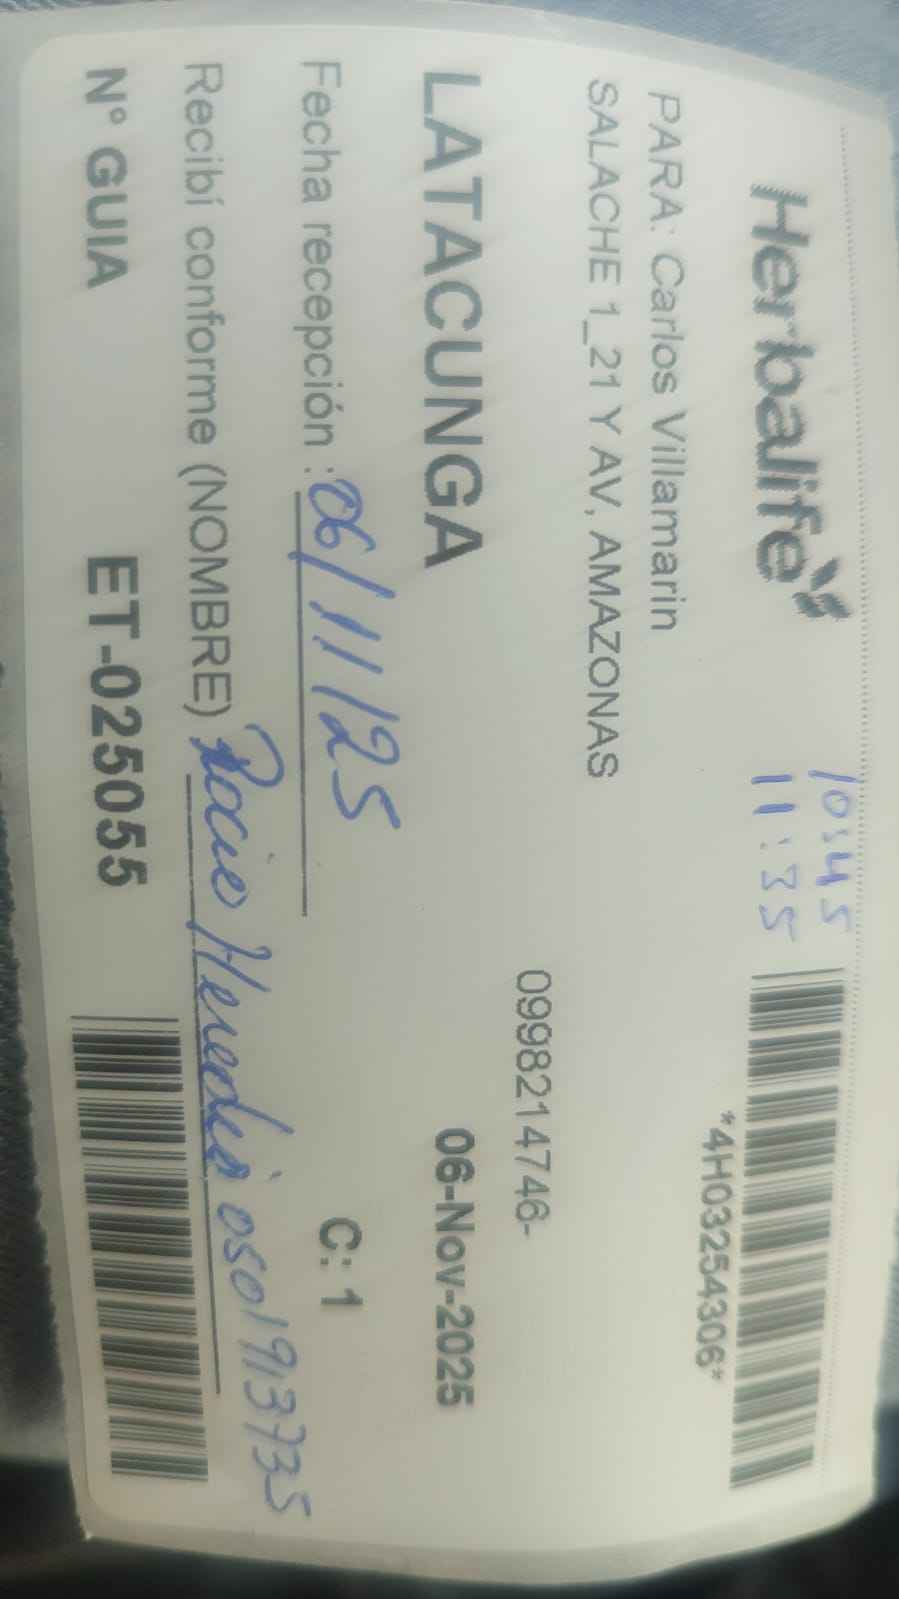 Herbalife
10:45
11:35
*4H03254306*
PARA: Carlos Villamarin
SALACHE 1_21 Y AV, AMAZONAS
0998214746-
LATACUNGA
06-Nov-2025
Fecha recepción : 06/11/25
C: 1
Recibí conforme (NOMBRE) Rocio Heredia 0501913735
N° GUIA
ET-025055